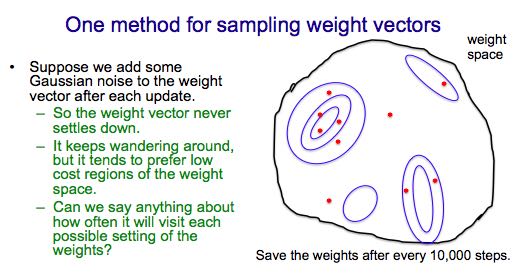 One method for sampling weight vectors
• Suppose we add some
Gaussian noise to the weight
vector after each update.
– So the weight vector never
settles down.
– It keeps wandering around,
but it tends to prefer low
cost regions of the weight
space.
– Can we say anything about
how often it will visit each
possible setting of the
weights?
weight
space
Save the weights after every 10,000 steps.